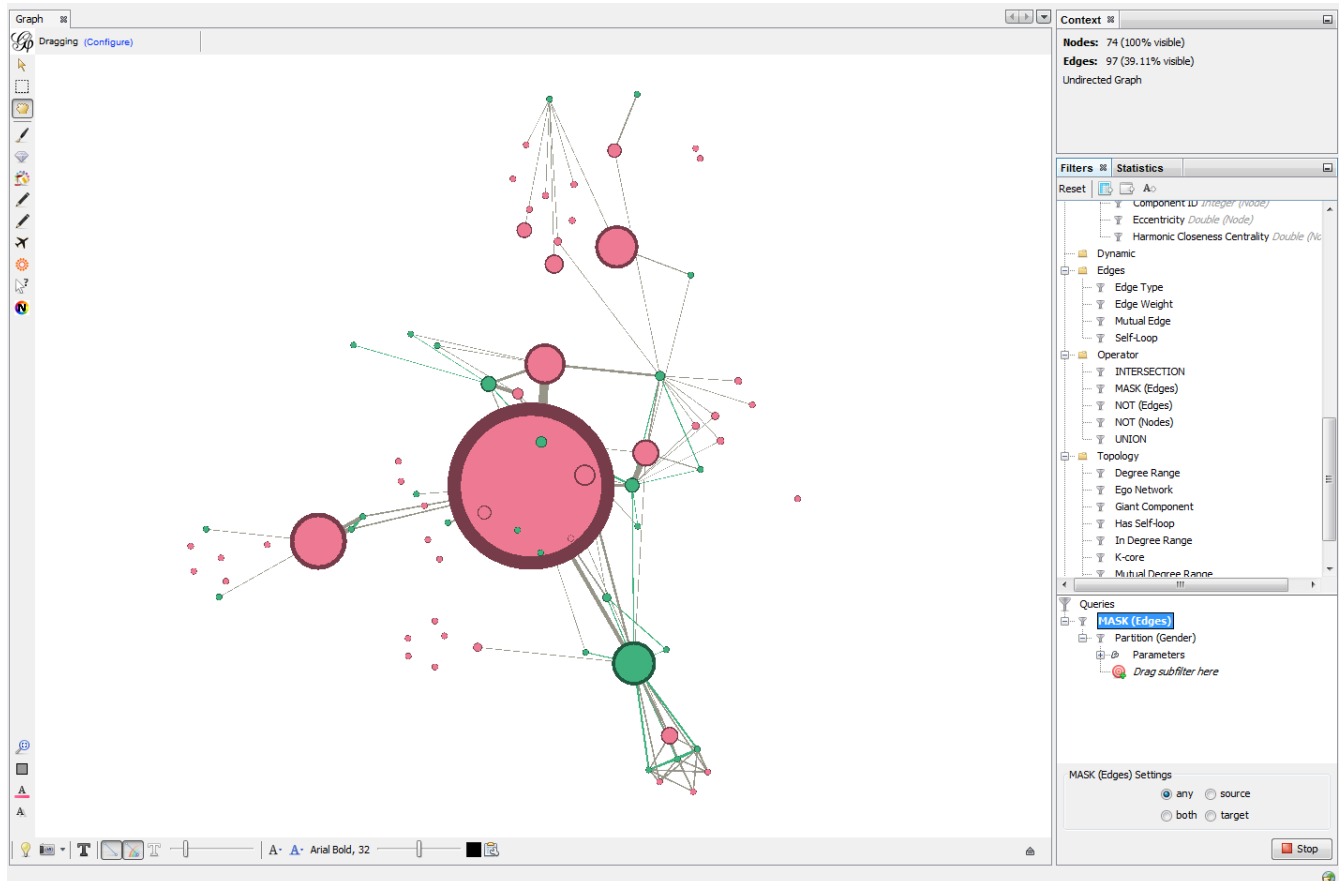 Graph
Dragging (Configure)
Arial Bold, 32
Context
Nodes: 74 (100% visible)
Edges: 97 (39.11% visible)
Undirected Graph
Filters Statistics
Reset
Component ID Integer (Node)
Eccentricity Double (Node)
Harmonic Closeness Centrality Double (No
Dynamic
Edges
Edge Type
Edge Weight
Mutual Edge
Self-Loop
Operator
INTERSECTION
MASK (Edges)
NOT (Edges)
NOT (Nodes)
UNION
Topology
Degree Range
Ego Network
Giant Component
Has Self-loop
In Degree Range
K-core
Mutual Degree Range
Queries
MASK (Edges)
Partition (Gender)
Parameters
Drag subfilter here
MASK (Edges) Settings
any source
both target
Stop